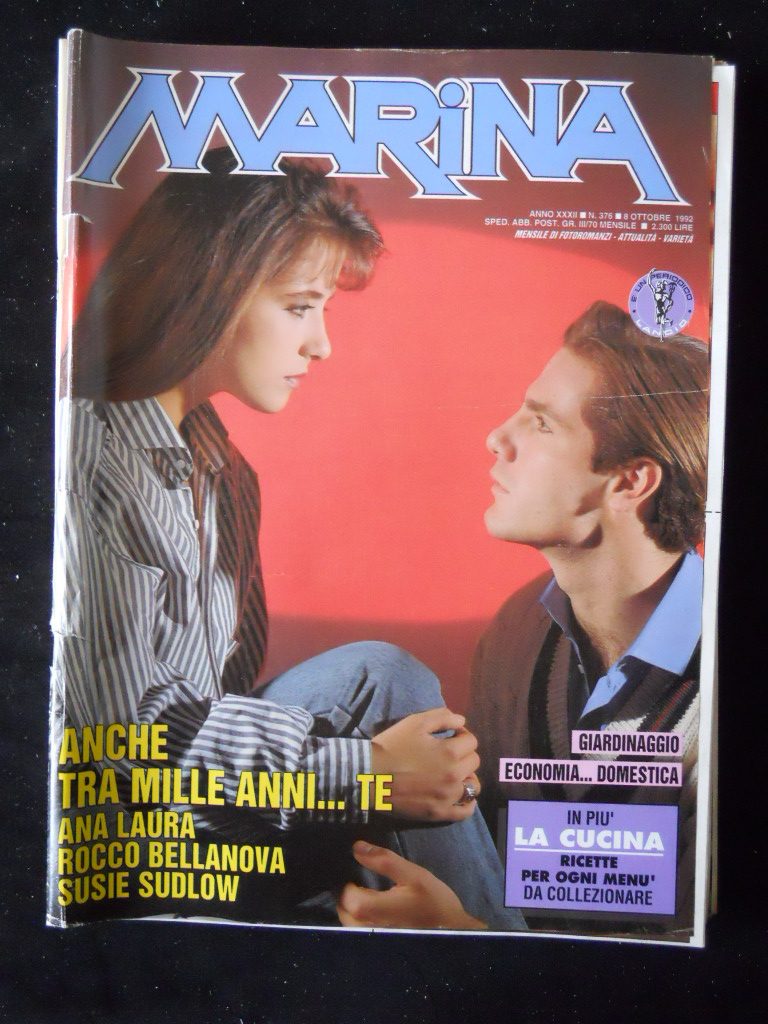 MARiNA
ANNO XXXII ■ N. 376 ■ 8 OTTOBRE 1992
SPED. ABB. POST. GR. III/70 MENSILE ■ 2.300 LIRE
MENSILE DI FOTOROMANZI - ATTUALITÀ - VARIETÀ
• E' UN PERIODICO •
LANCIO
ANCHE
TRA MILLE ANNI... TE
ANA LAURA
ROCCO BELLANOVA
SUSIE SUDLOW
GIARDINAGGIO
ECONOMIA... DOMESTICA
IN PIU'
LA CUCINA
RICETTE
PER OGNI MENU'
DA COLLEZIONARE